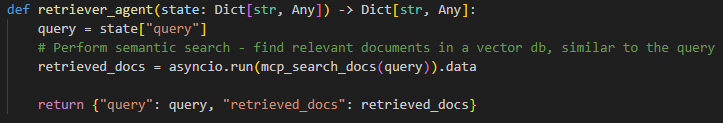 def retriever_agent(state: Dict[str, Any]) -> Dict[str, Any]:
    query = state["query"]
    # Perform semantic search - find relevant documents in a vector db, similar to the query
    retrieved_docs = asyncio.run(mcp_search_docs(query)).data

    return {"query": query, "retrieved_docs": retrieved_docs}